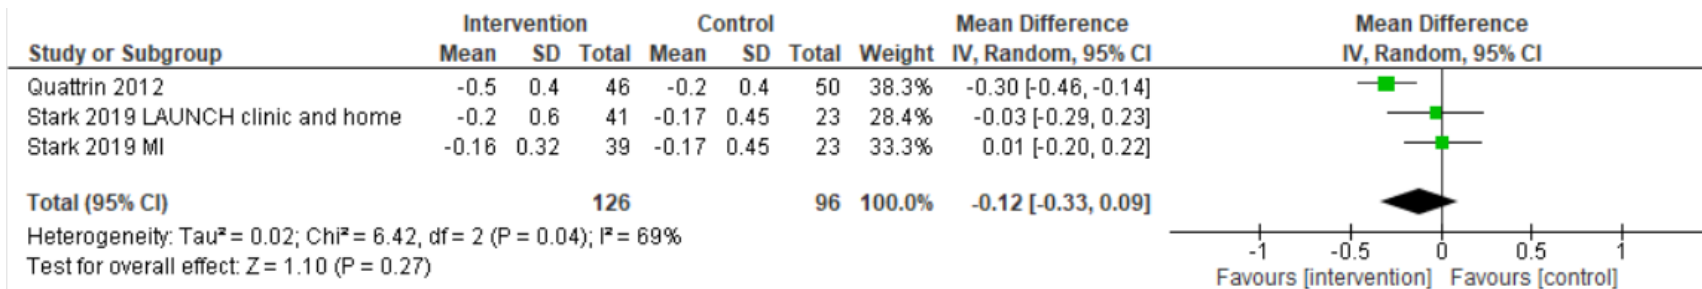 Intervention Control Mean Difference Mean Difference
Study or Subgroup Mean SD Total Mean SD Total Weight IV, Random, 95% CI IV, Random, 95% CI
Quattrin 2012 -0.5 0.4 46 -0.2 0.4 50 38.3% -0.30 [-0.46, -0.14]
Stark 2019 LAUNCH clinic and home -0.2 0.6 41 -0.17 0.45 23 28.4% -0.03 [-0.29, 0.23]
Stark 2019 MI -0.16 0.32 39 -0.17 0.45 23 33.3% 0.01 [-0.20, 0.22]
Total (95% CI) 126 96 100.0% -0.12 [-0.33, 0.09]
Heterogeneity: Tau² = 0.02; Chi² = 6.42, df = 2 (P = 0.04); I² = 69%
Test for overall effect: Z = 1.10 (P = 0.27)
-1 -0.5 0 0.5 1
Favours [intervention] Favours [control]